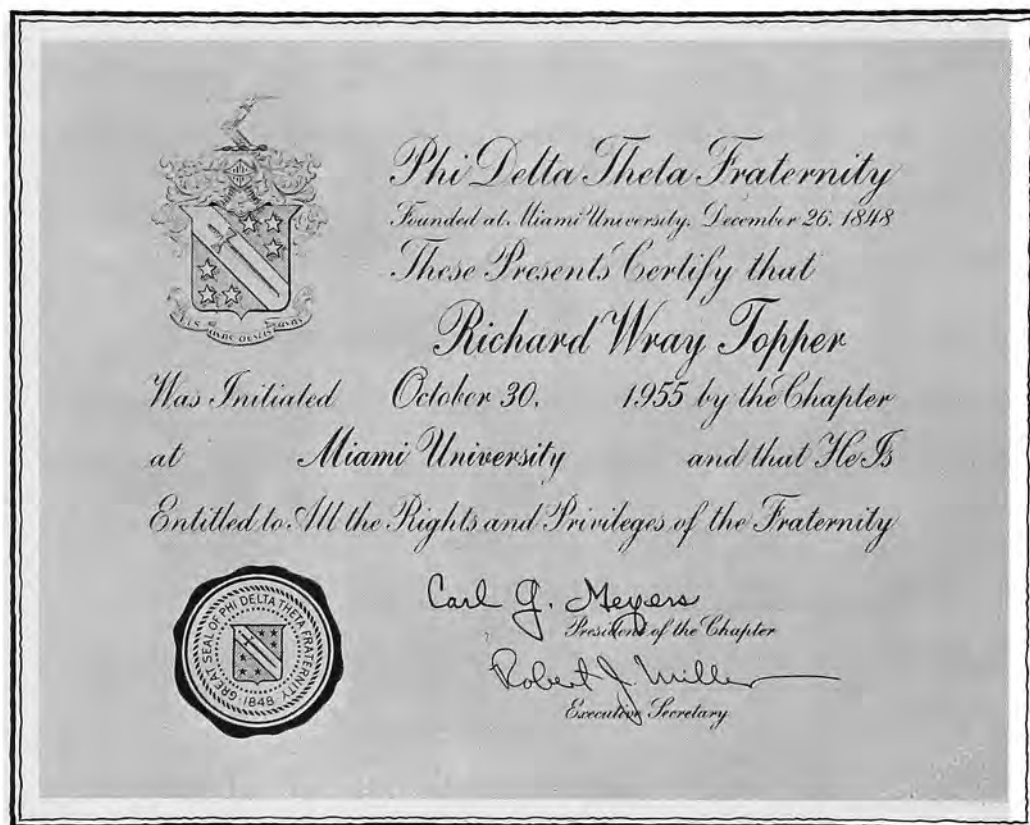 Phi Delta Theta Fraternity
Founded at Miami University, December 26, 1848
These Presents Certify that
Richard Wray Topper
Was Initiated October 30, 1955 by the Chapter
at Miami University and that He Is
Entitled to All the Rights and Privileges of the Fraternity
Carl G. Meyers
President of the Chapter
Robert J. Miller
Executive Secretary
GREAT SEAL OF PHI DELTA THETA FRATERNITY
1848